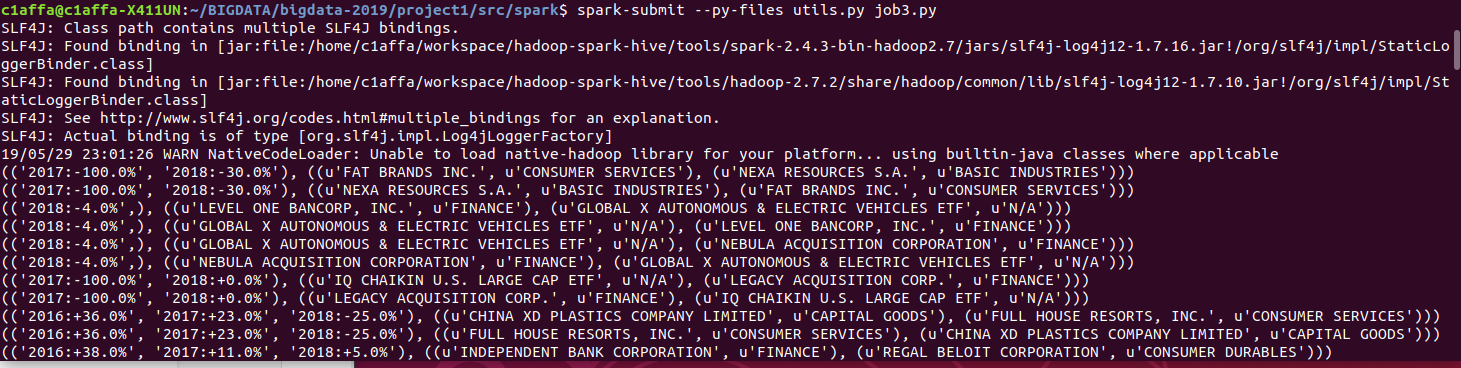 c1affa@c1affa-X411UN:~/BIGDATA/bigdata-2019/project1/src/spark$ spark-submit --py-files utils.py job3.py
SLF4J: Class path contains multiple SLF4J bindings.
SLF4J: Found binding in [jar:file:/home/c1affa/workspace/hadoop-spark-hive/tools/spark-2.4.3-bin-hadoop2.7/jars/slf4j-log4j12-1.7.16.jar!/org/slf4j/impl/StaticLo
ggerBinder.class]
SLF4J: Found binding in [jar:file:/home/c1affa/workspace/hadoop-spark-hive/tools/hadoop-2.7.2/share/hadoop/common/lib/slf4j-log4j12-1.7.10.jar!/org/slf4j/impl/St
aticLoggerBinder.class]
SLF4J: See http://www.slf4j.org/codes.html#multiple_bindings for an explanation.
SLF4J: Actual binding is of type [org.slf4j.impl.Log4jLoggerFactory]
19/05/29 23:01:26 WARN NativeCodeLoader: Unable to load native-hadoop library for your platform... using builtin-java classes where applicable
(('2017:-100.0%', '2018:-30.0%'), ((u'FAT BRANDS INC.', u'CONSUMER SERVICES'), (u'NEXA RESOURCES S.A.', u'BASIC INDUSTRIES')))
(('2017:-100.0%', '2018:-30.0%'), ((u'NEXA RESOURCES S.A.', u'BASIC INDUSTRIES'), (u'FAT BRANDS INC.', u'CONSUMER SERVICES')))
(('2018:-4.0%',), ((u'LEVEL ONE BANCORP, INC.', u'FINANCE'), (u'GLOBAL X AUTONOMOUS & ELECTRIC VEHICLES ETF', u'N/A')))
(('2018:-4.0%',), ((u'GLOBAL X AUTONOMOUS & ELECTRIC VEHICLES ETF', u'N/A'), (u'LEVEL ONE BANCORP, INC.', u'FINANCE')))
(('2018:-4.0%',), ((u'GLOBAL X AUTONOMOUS & ELECTRIC VEHICLES ETF', u'N/A'), (u'NEBULA ACQUISITION CORPORATION', u'FINANCE')))
(('2018:-4.0%',), ((u'NEBULA ACQUISITION CORPORATION', u'FINANCE'), (u'GLOBAL X AUTONOMOUS & ELECTRIC VEHICLES ETF', u'N/A')))
(('2017:-100.0%', '2018:+0.0%'), ((u'IQ CHAIKIN U.S. LARGE CAP ETF', u'N/A'), (u'LEGACY ACQUISITION CORP.', u'FINANCE')))
(('2017:-100.0%', '2018:+0.0%'), ((u'LEGACY ACQUISITION CORP.', u'FINANCE'), (u'IQ CHAIKIN U.S. LARGE CAP ETF', u'N/A')))
(('2016:+36.0%', '2017:+23.0%', '2018:-25.0%'), ((u'CHINA XD PLASTICS COMPANY LIMITED', u'CAPITAL GOODS'), (u'FULL HOUSE RESORTS, INC.', u'CONSUMER SERVICES')))
(('2016:+36.0%', '2017:+23.0%', '2018:-25.0%'), ((u'FULL HOUSE RESORTS, INC.', u'CONSUMER SERVICES'), (u'CHINA XD PLASTICS COMPANY LIMITED', u'CAPITAL GOODS')))
(('2016:+38.0%', '2017:+11.0%', '2018:+5.0%'), ((u'INDEPENDENT BANK CORPORATION', u'FINANCE'), (u'REGAL BELOIT CORPORATION', u'CONSUMER DURABLES')))